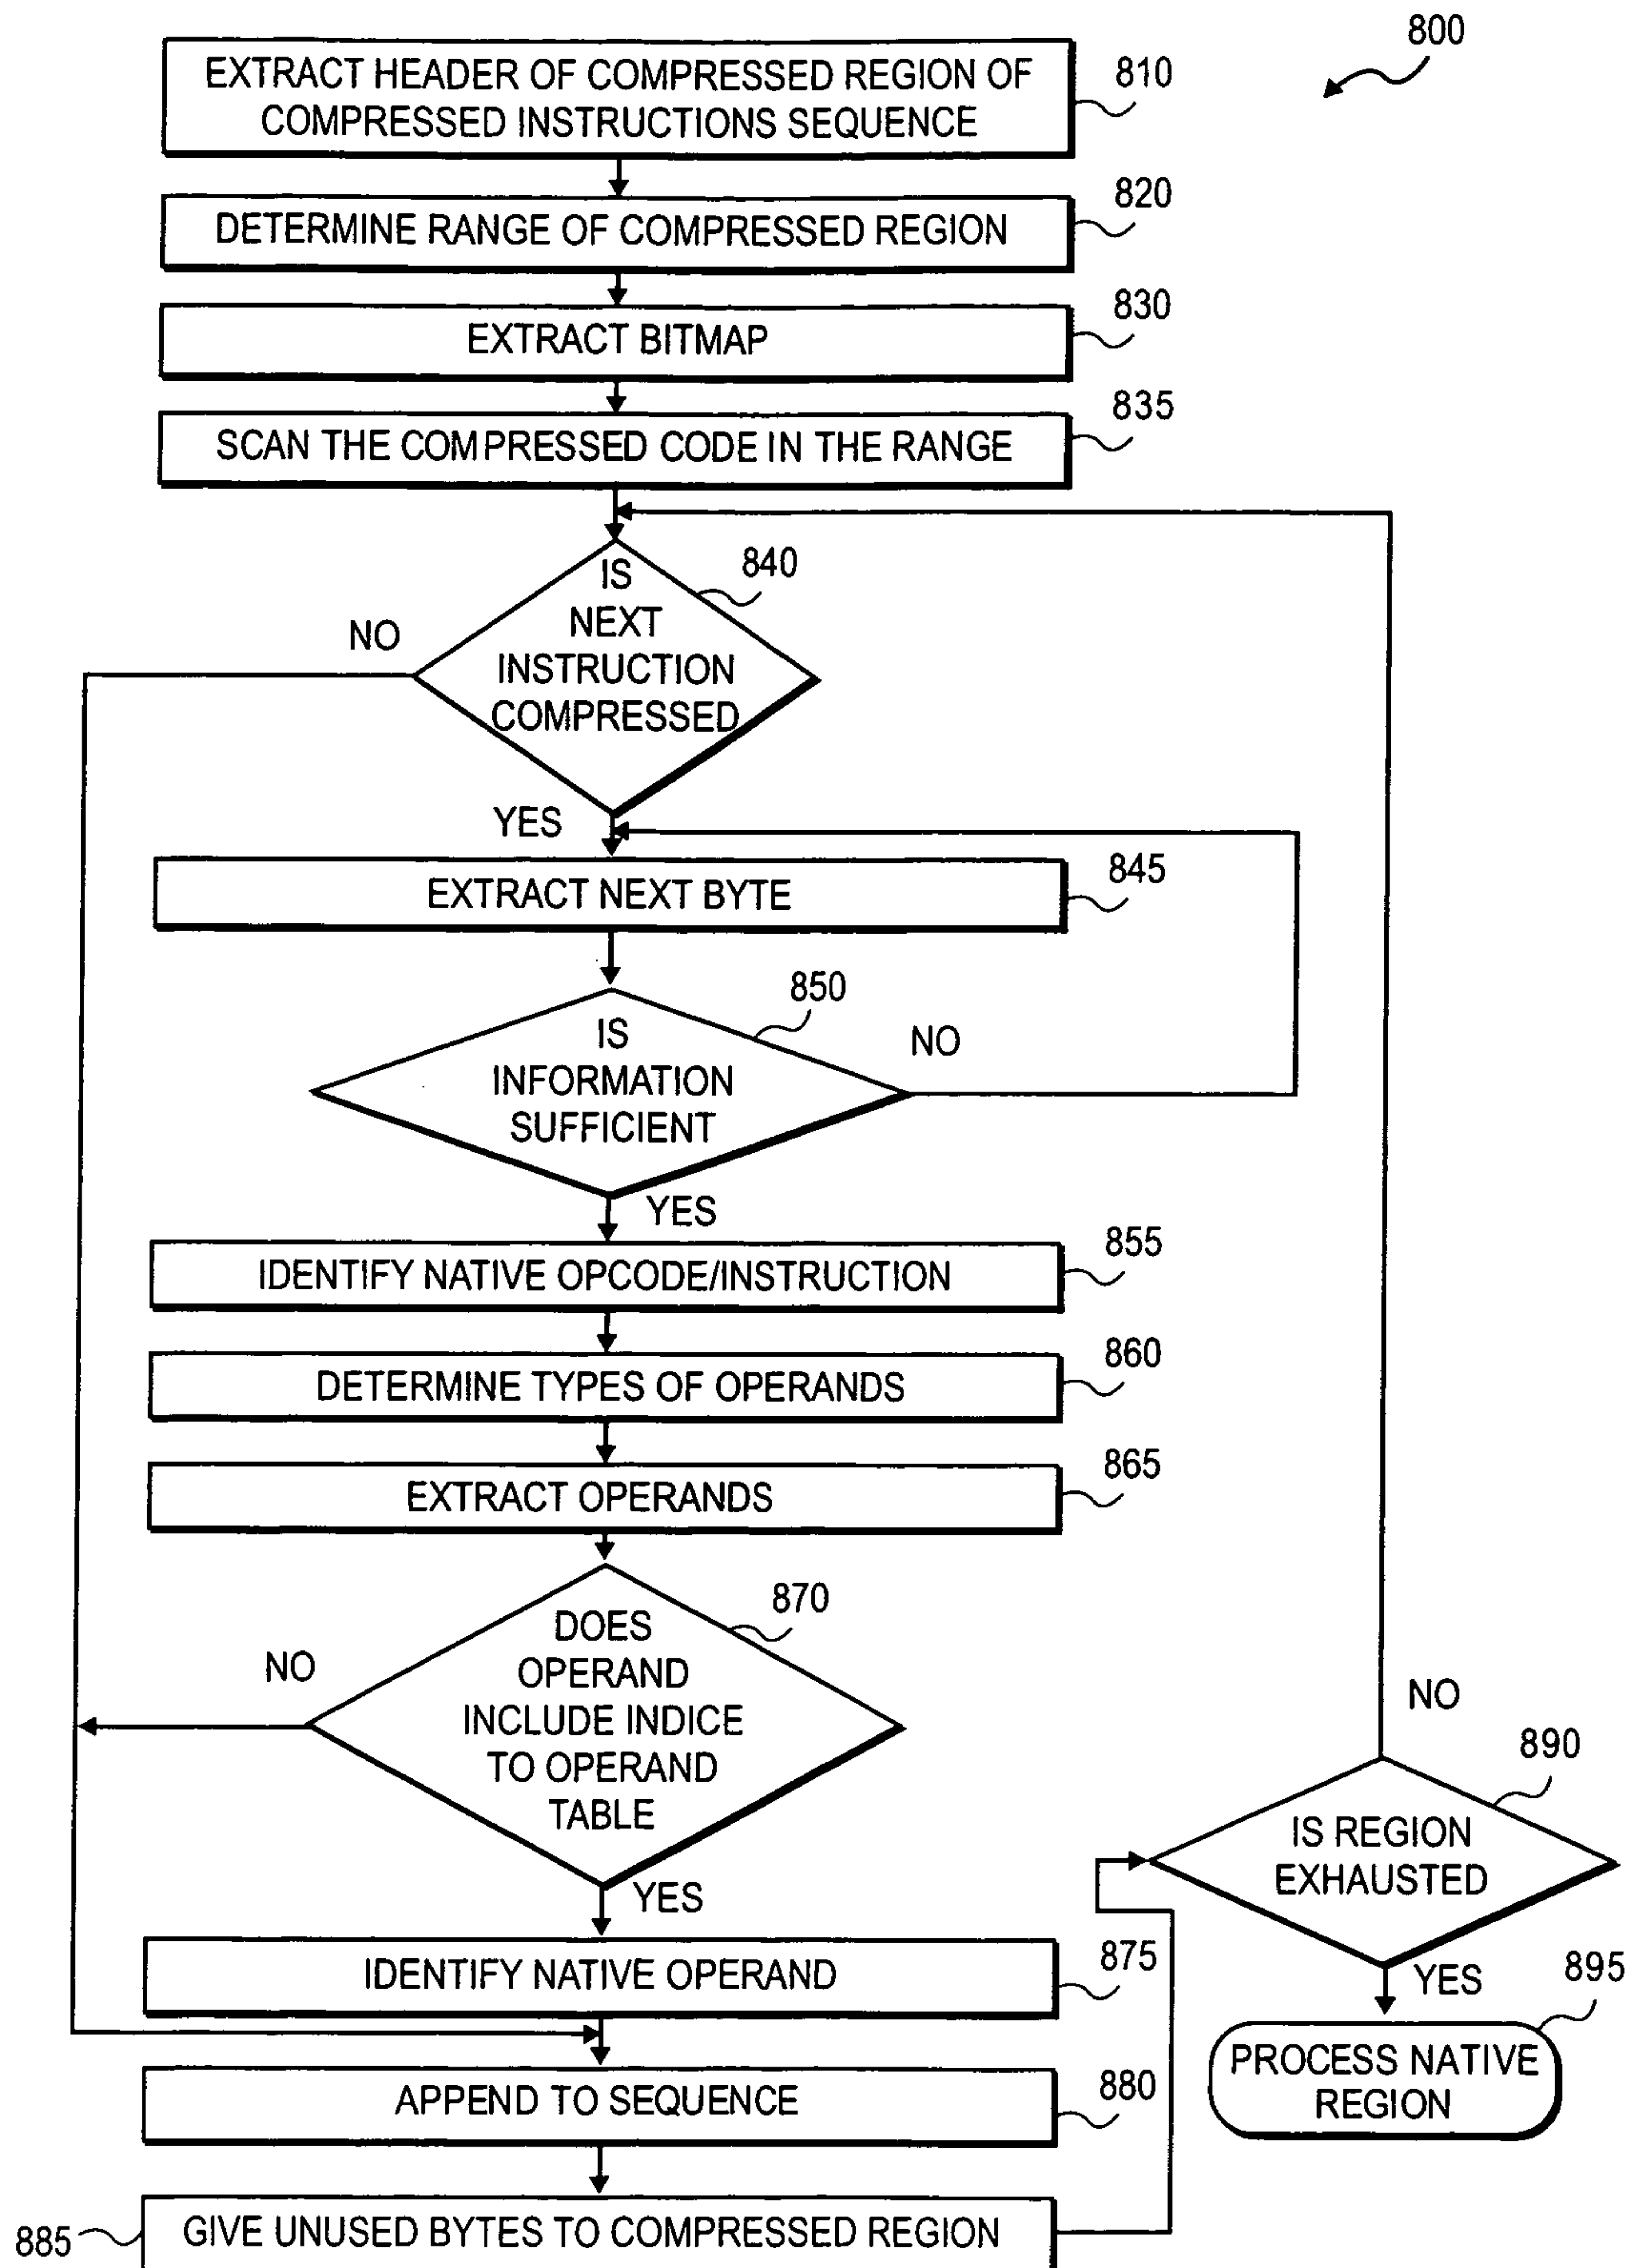 800
EXTRACT HEADER OF COMPRESSED REGION OF
COMPRESSED INSTRUCTIONS SEQUENCE
810
DETERMINE RANGE OF COMPRESSED REGION
820
EXTRACT BITMAP
830
SCAN THE COMPRESSED CODE IN THE RANGE
835
IS
NEXT
INSTRUCTION
COMPRESSED
840
NO
YES
EXTRACT NEXT BYTE
845
IS
INFORMATION
SUFFICIENT
850
NO
YES
IDENTIFY NATIVE OPCODE/INSTRUCTION
855
DETERMINE TYPES OF OPERANDS
860
EXTRACT OPERANDS
865
DOES
OPERAND
INCLUDE INDICE
TO OPERAND
TABLE
870
NO
YES
IDENTIFY NATIVE OPERAND
875
APPEND TO SEQUENCE
880
GIVE UNUSED BYTES TO COMPRESSED REGION
885
NO
IS REGION
EXHAUSTED
890
YES
PROCESS NATIVE
REGION
895